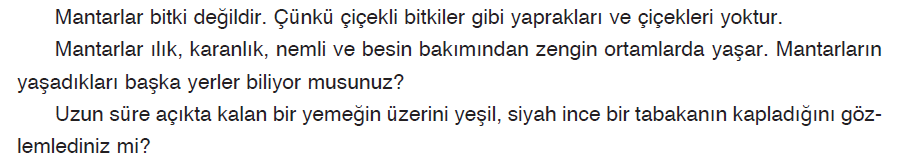 Mantarlar bitki değildir. Çünkü çiçekli bitkiler gibi yaprakları ve çiçekleri yoktur.
Mantarlar ılık, karanlık, nemli ve besin bakımından zengin ortamlarda yaşar. Mantarların
yaşadıkları başka yerler biliyor musunuz?
Uzun süre açıkta kalan bir yemeğin üzerini yeşil, siyah ince bir tabakanın kapladığını göz-
lemlediniz mi?